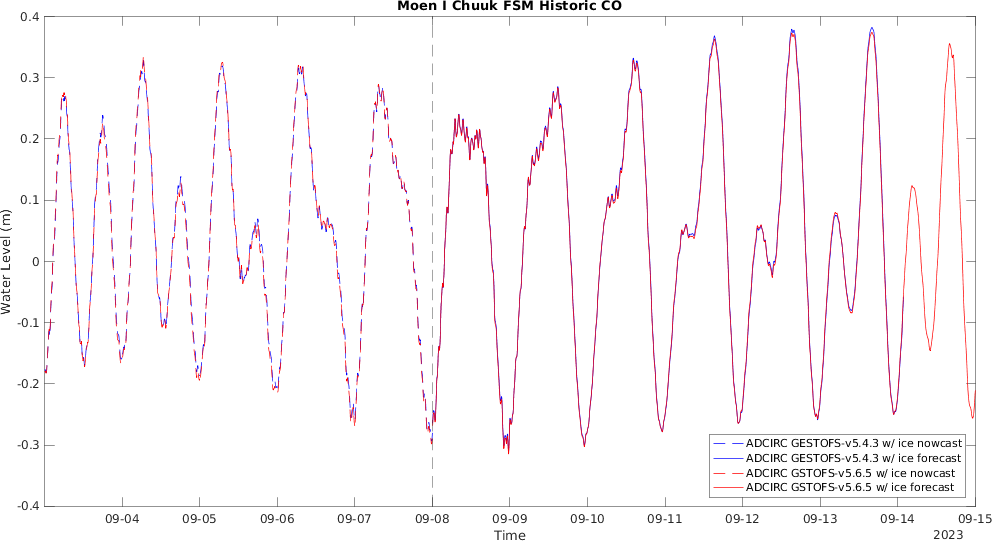 Moen I Chuuk FSM Historic CO
0.4
0.3
0.2
0.1
0
-0.1
-0.2
-0.3
-0.4
Water Level (m)
ADCIRC GESTOFS-v5.4.3 w/ ice nowcast
ADCIRC GESTOFS-v5.4.3 w/ ice forecast
ADCIRC GSTOFS-v5.6.5 w/ ice nowcast
ADCIRC GSTOFS-v5.6.5 w/ ice forecast
09-04 09-05 09-06 09-07 09-08 09-09 09-10 09-11 09-12 09-13 09-14 09-15
Time
2023